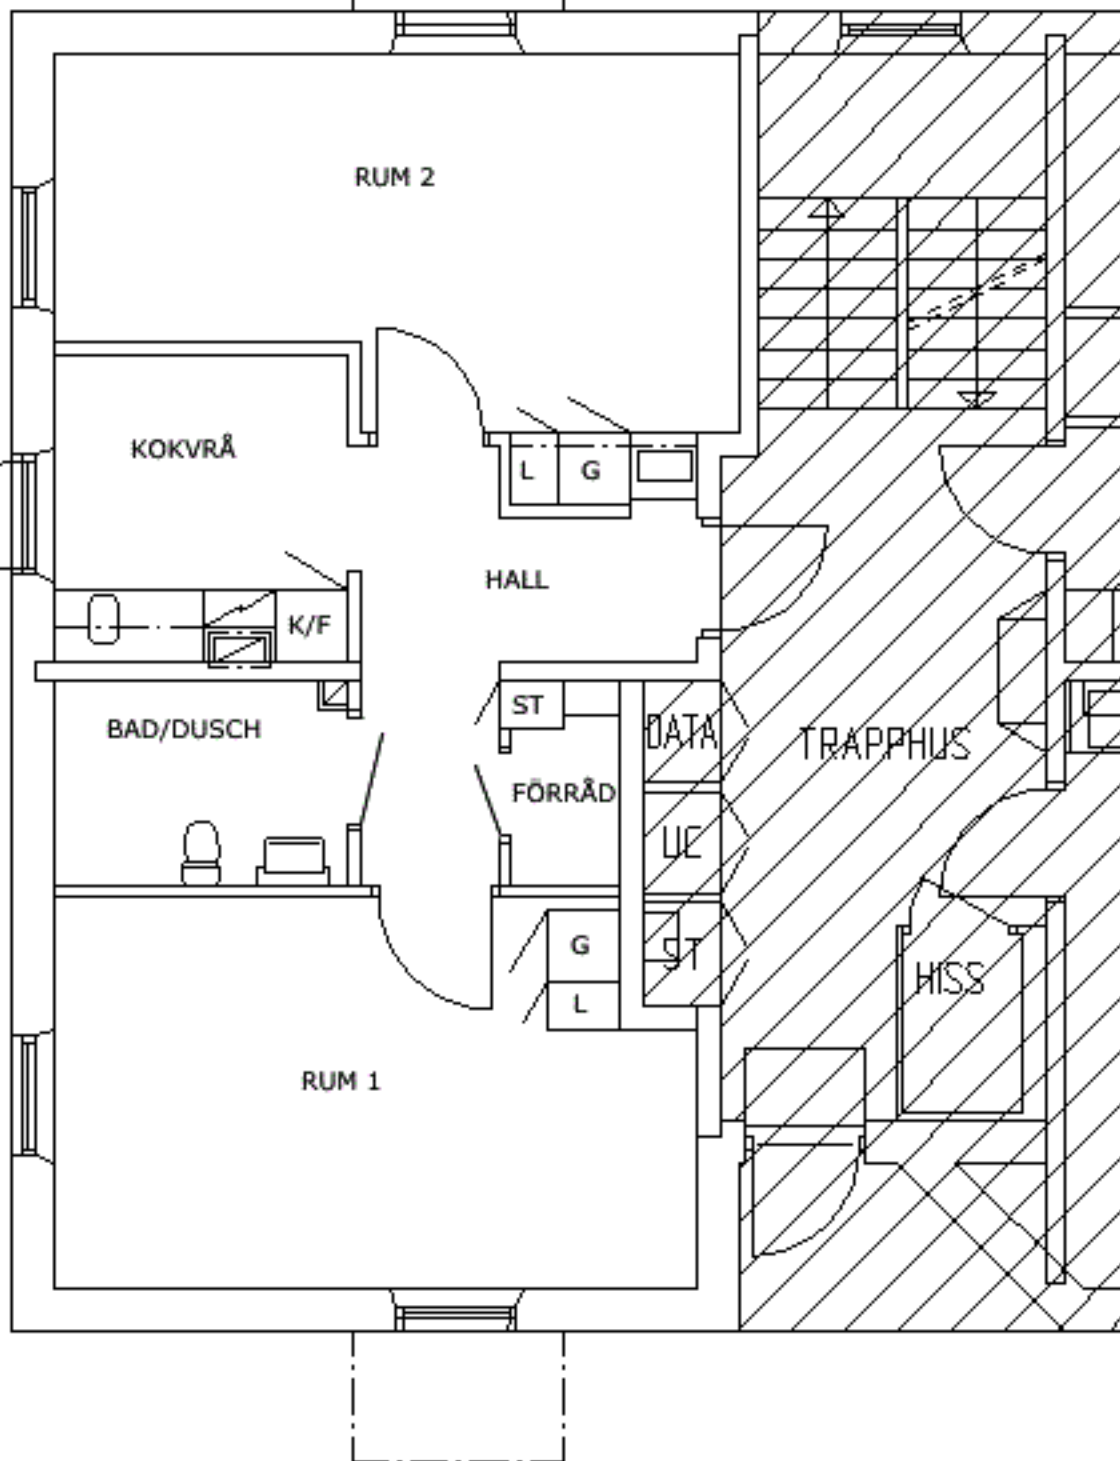 RUM 2
KOKVRÅ
L
G
HALL
K/F
ST
BAD/DUSCH
DATA
TRAPPHUS
FÖRRÅD
UC
G
ST
HISS
L
RUM 1